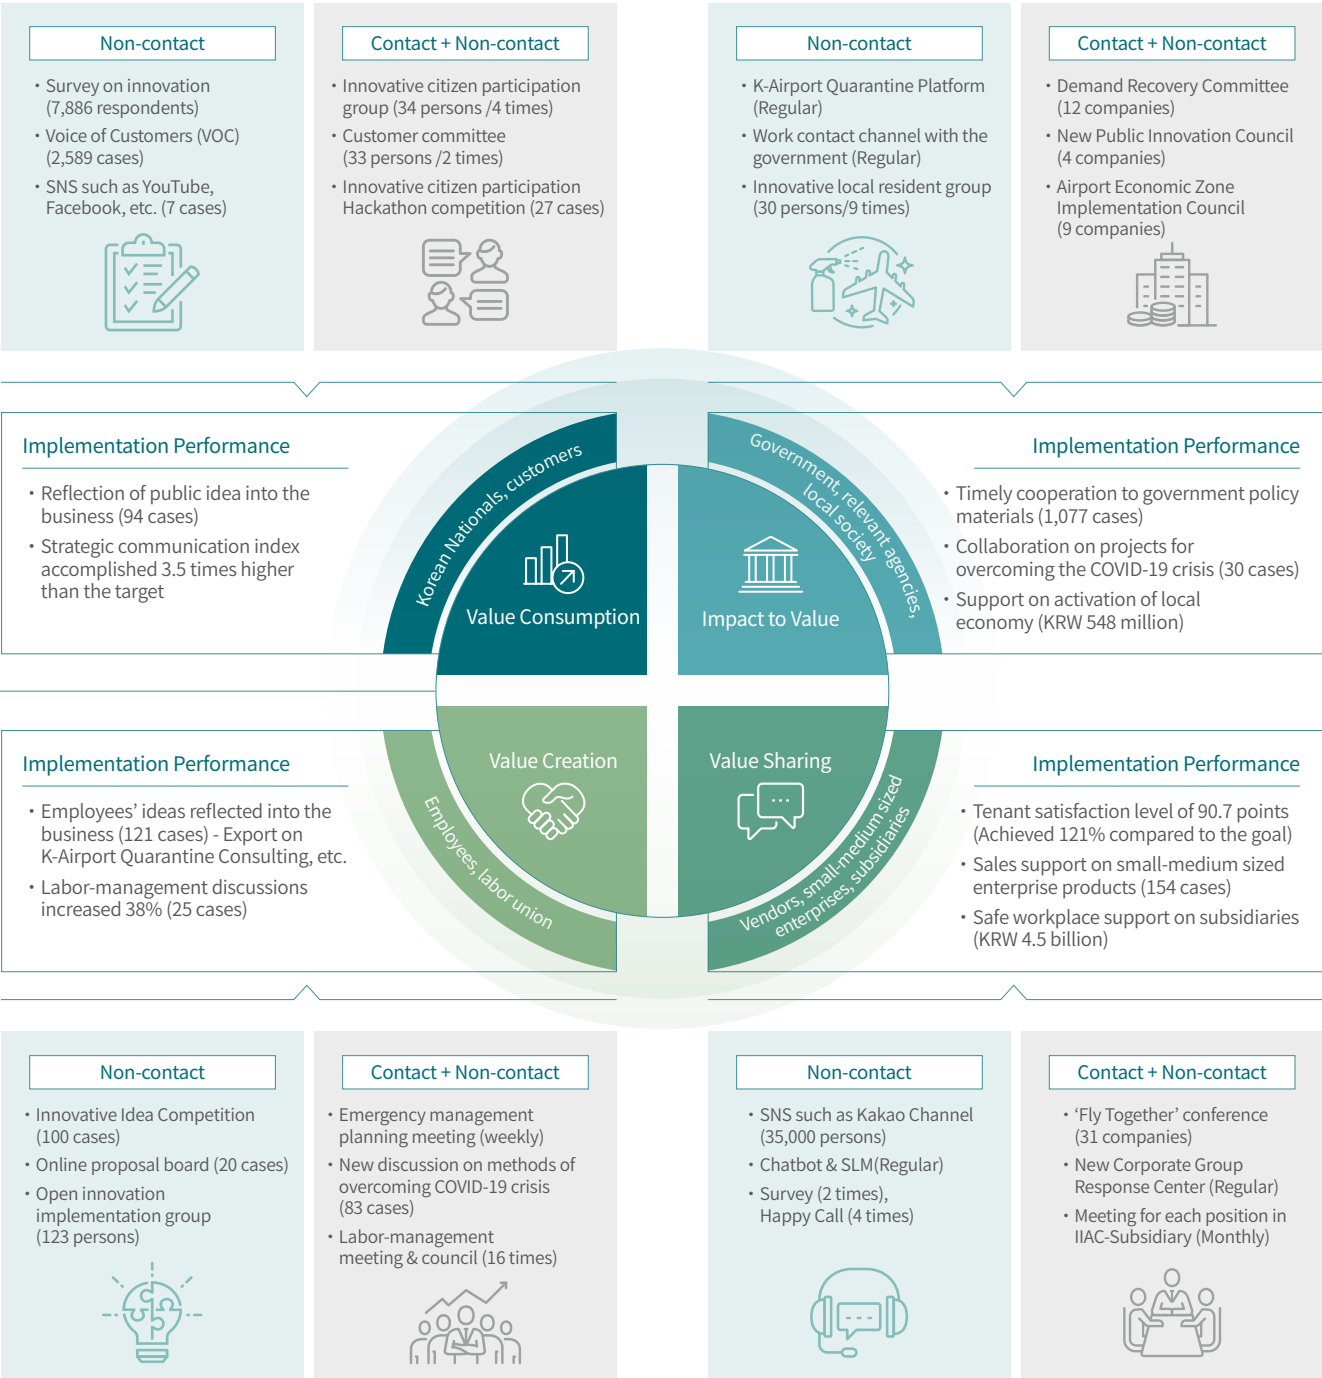 Non-contact
・Survey on innovation
(7,886 respondents)
・Voice of Customers (VOC)
(2,589 cases)
・SNS such as YouTube,
Facebook, etc. (7 cases)
Contact + Non-contact
・Innovative citizen participation
group (34 persons /4 times)
・Customer committee
(33 persons /2 times)
・Innovative citizen participation
Hackathon competition (27 cases)
Non-contact
・K-Airport Quarantine Platform
(Regular)
・Work contact channel with the
government (Regular)
・Innovative local resident group
(30 persons/9 times)
Contact + Non-contact
・Demand Recovery Committee
(12 companies)
・New Public Innovation Council
(4 companies)
・Airport Economic Zone
Implementation Council
(9 companies)
Implementation Performance
・Reflection of public idea into the
business (94 cases)
・Strategic communication index
accomplished 3.5 times higher
than the target
Korean Nationals, customers
Value Consumption
Government, relevant agencies,
local society
Impact to Value
Implementation Performance
・Timely cooperation to government policy
materials (1,077 cases)
・Collaboration on projects for
overcoming the COVID-19 crisis (30 cases)
・Support on activation of local
economy (KRW 548 million)
Implementation Performance
・Employees’ ideas reflected into the
business (121 cases) - Export on
K-Airport Quarantine Consulting, etc.
・Labor-management discussions
increased 38% (25 cases)
Employees, labor union
Value Creation
Value Sharing
Vendors, small-medium sized
enterprises, subsidiaries
Implementation Performance
・Tenant satisfaction level of 90.7 points
(Achieved 121% compared to the goal)
・Sales support on small-medium sized
enterprise products (154 cases)
・Safe workplace support on subsidiaries
(KRW 4.5 billion)
Non-contact
・Innovative Idea Competition
(100 cases)
・Online proposal board (20 cases)
・Open innovation
implementation group
(123 persons)
Contact + Non-contact
・Emergency management
planning meeting (weekly)
・New discussion on methods of
overcoming COVID-19 crisis
(83 cases)
・Labor-management
meeting & council (16 times)
Non-contact
・SNS such as Kakao Channel
(35,000 persons)
・Chatbot & SLM(Regular)
・Survey (2 times),
Happy Call (4 times)
Contact + Non-contact
・‘Fly Together’ conference
(31 companies)
・New Corporate Group
Response Center (Regular)
・Meeting for each position in
IIAC-Subsidiary (Monthly)